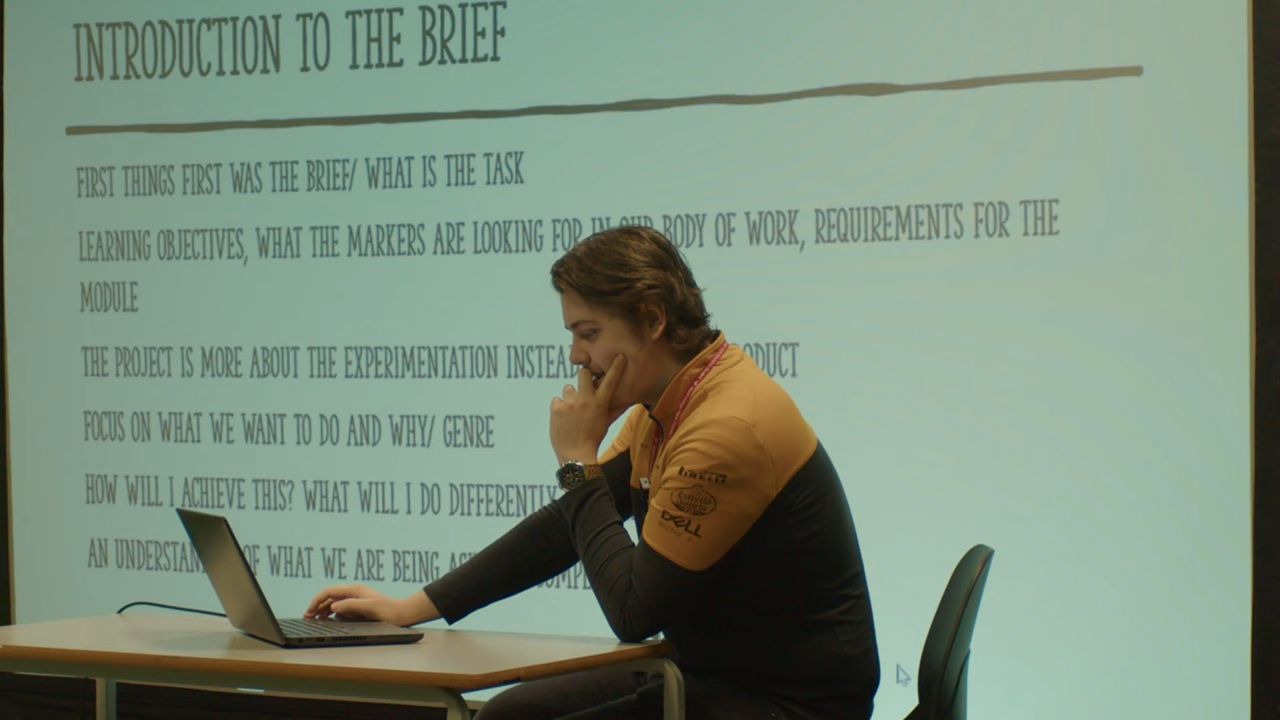 INTRODUCTION TO THE BRIEF
FIRST THINGS FIRST WAS THE BRIEF/ WHAT IS THE TASK
LEARNING OBJECTIVES, WHAT THE MARKERS ARE LOOKING FOR IN OUR BODY OF WORK, REQUIREMENTS FOR THE
MODULE
THE PROJECT IS MORE ABOUT THE EXPERIMENTATION
FOCUS ON WHAT WE WANT TO DO AND WHY/ GENRE
HOW WILL I ACHIEVE THIS? WHAT WILL I DO DIFFERENTLY
AN OF WHAT WE ARE BEING
PIRELLI
Estrella
Galicia
DELL